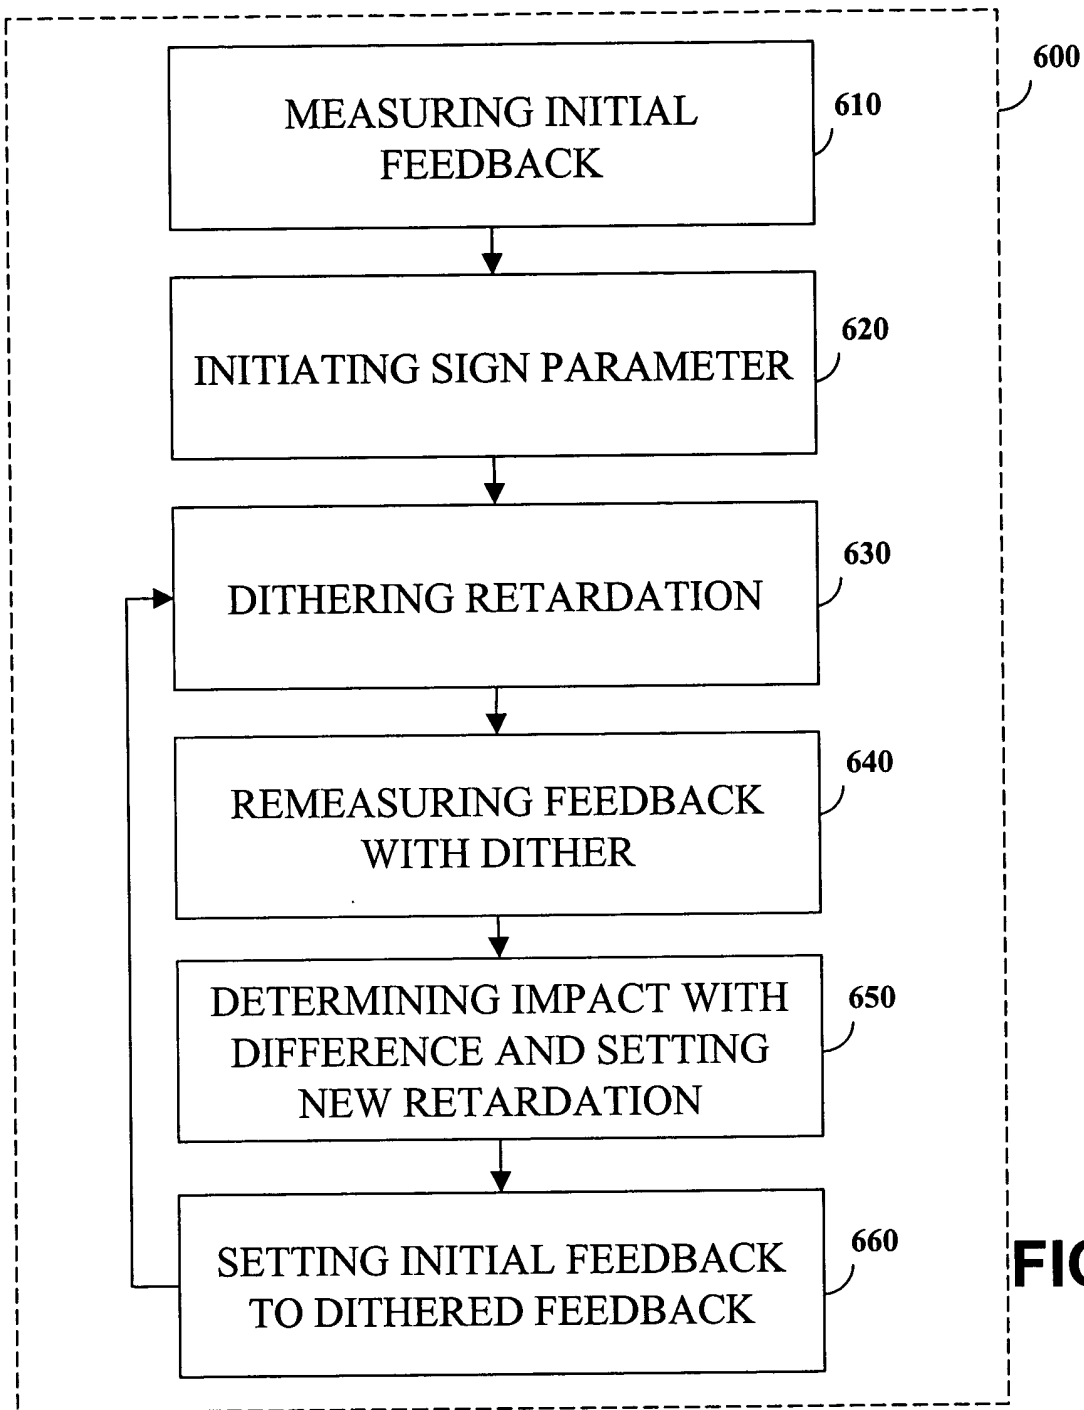 600
MEASURING INITIAL
FEEDBACK
610
INITIATING SIGN PARAMETER
620
DITHERING RETARDATION
630
REMEASURING FEEDBACK
WITH DITHER
640
DETERMINING IMPACT WITH
DIFFERENCE AND SETTING
NEW RETARDATION
650
SETTING INITIAL FEEDBACK
TO DITHERED FEEDBACK
660